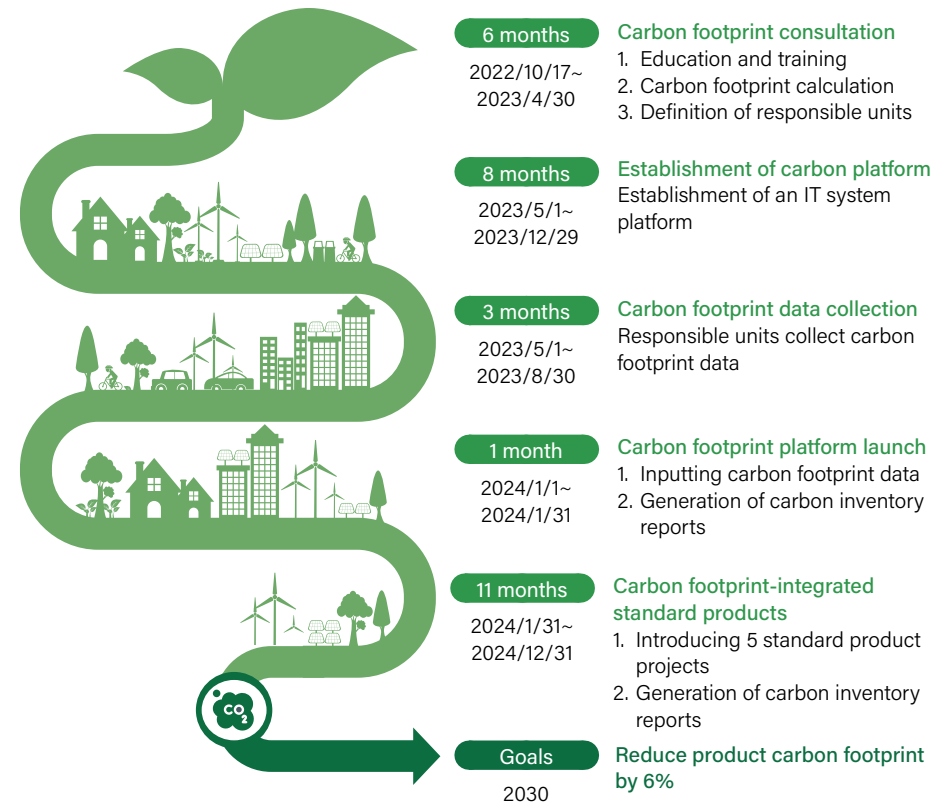 6 months
2022/10/17~
2023/4/30
Carbon footprint consultation
1. Education and training
2. Carbon footprint calculation
3. Definition of responsible units
8 months
2023/5/1~
2023/12/29
Establishment of carbon platform
Establishment of an IT system
platform
3 months
2023/5/1~
2023/8/30
Carbon footprint data collection
Responsible units collect carbon
footprint data
1 month
2024/1/1~
2024/1/31
Carbon footprint platform launch
1. Inputting carbon footprint data
2. Generation of carbon inventory
reports
11 months
2024/1/31~
2024/12/31
Carbon footprint-integrated
standard products
1. Introducing 5 standard product
projects
2. Generation of carbon inventory
reports
CO2
Goals
2030
Reduce product carbon footprint
by 6%